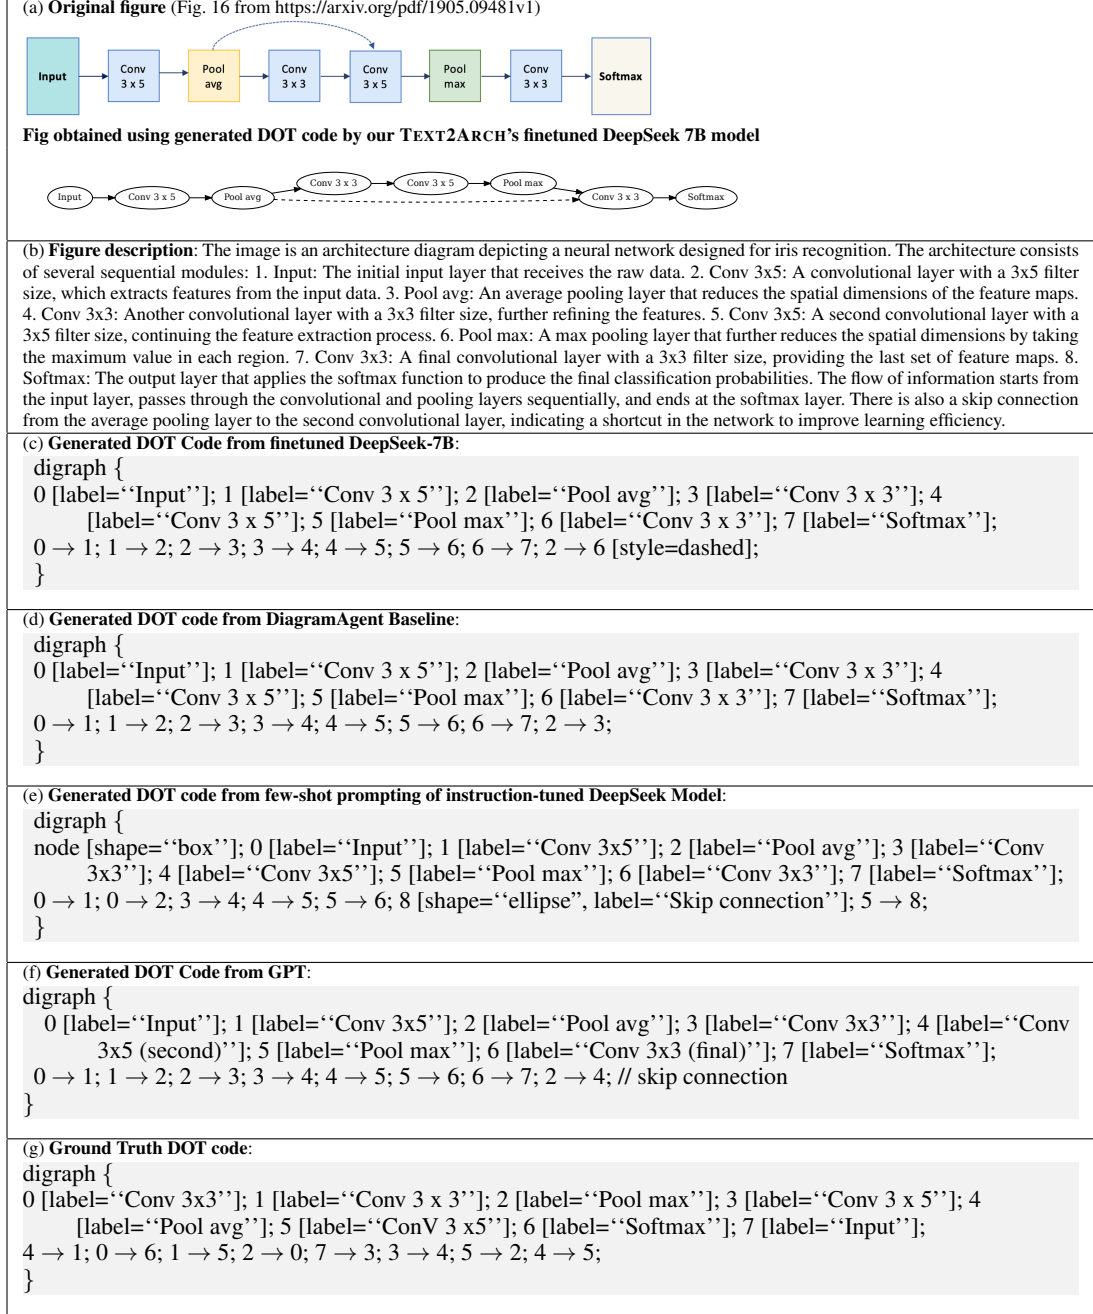 (a) Original figure (Fig. 16 from https://arxiv.org/pdf/1905.09481v1)
Input
Conv 3 x 5
Pool avg
Conv 3 x 3
Conv 3 x 5
Pool max
Conv 3 x 3
Softmax
Fig obtained using generated DOT code by our TEXT2ARCH's finetuned DeepSeek 7B model
Input
Conv 3 x 5
Pool avg
Conv 3 x 3
Conv 3 x 5
Pool max
Conv 3 x 3
Softmax
(b) Figure description: The image is an architecture diagram depicting a neural network designed for iris recognition. The architecture consists
of several sequential modules: 1. Input: The initial input layer that receives the raw data. 2. Conv 3x5: A convolutional layer with a 3x5 filter
size, which extracts features from the input data. 3. Pool avg: An average pooling layer that reduces the spatial dimensions of the feature maps.
4. Conv 3x3: Another convolutional layer with a 3x3 filter size, further refining the features. 5. Conv 3x5: A second convolutional layer with a
3x5 filter size, continuing the feature extraction process. 6. Pool max: A max pooling layer that further reduces the spatial dimensions by taking
the maximum value in each region. 7. Conv 3x3: A final convolutional layer with a 3x3 filter size, providing the last set of feature maps. 8.
Softmax: The output layer that applies the softmax function to produce the final classification probabilities. The flow of information starts from
the input layer, passes through the convolutional and pooling layers sequentially, and ends at the softmax layer. There is also a skip connection
from the average pooling layer to the second convolutional layer, indicating a shortcut in the network to improve learning efficiency.
(c) Generated DOT Code from finetuned DeepSeek-7B:
digraph {
0 [label=‘‘Input’’]; 1 [label=‘‘Conv 3 x 5’’]; 2 [label=‘‘Pool avg’’]; 3 [label=‘‘Conv 3 x 3’’]; 4
[label=‘‘Conv 3 x 5’’]; 5 [label=‘‘Pool max’’]; 6 [label=‘‘Conv 3 x 3’’]; 7 [label=‘‘Softmax’’];
0 → 1; 1 → 2; 2 → 3; 3 → 4; 4 → 5; 5 → 6; 6 → 7; 2 → 6 [style=dashed];
}
(d) Generated DOT code from DiagramAgent Baseline:
digraph {
0 [label=‘‘Input’’]; 1 [label=‘‘Conv 3 x 5’’]; 2 [label=‘‘Pool avg’’]; 3 [label=‘‘Conv 3 x 3’’]; 4
[label=‘‘Conv 3 x 5’’]; 5 [label=‘‘Pool max’’]; 6 [label=‘‘Conv 3 x 3’’]; 7 [label=‘‘Softmax’’];
0 → 1; 1 → 2; 2 → 3; 3 → 4; 4 → 5; 5 → 6; 6 → 7; 2 → 3;
}
(e) Generated DOT code from few-shot prompting of instruction-tuned DeepSeek Model:
digraph {
node [shape=‘‘box’’]; 0 [label=‘‘Input’’]; 1 [label=‘‘Conv 3x5’’]; 2 [label=‘‘Pool avg’’]; 3 [label=‘‘Conv
3x3’’]; 4 [label=‘‘Conv 3x5’’]; 5 [label=‘‘Pool max’’]; 6 [label=‘‘Conv 3x3’’]; 7 [label=‘‘Softmax’’];
0 → 1; 0 → 2; 3 → 4; 4 → 5; 5 → 6; 8 [shape=‘‘ellipse”, label=‘‘Skip connection’’]; 5 → 8;
}
(f) Generated DOT Code from GPT:
digraph {
0 [label=‘‘Input’’]; 1 [label=‘‘Conv 3x5’’]; 2 [label=‘‘Pool avg’’]; 3 [label=‘‘Conv 3x3’’]; 4 [label=‘‘Conv
3x5 (second)’’]; 5 [label=‘‘Pool max’’]; 6 [label=‘‘Conv 3x3 (final)’’]; 7 [label=‘‘Softmax’’];
0 → 1; 1 → 2; 2 → 3; 3 → 4; 4 → 5; 5 → 6; 6 → 7; 2 → 4; // skip connection
}
(g) Ground Truth DOT code:
digraph {
0 [label=‘‘Conv 3x3’’]; 1 [label=‘‘Conv 3 x 3’’]; 2 [label=‘‘Pool max’’]; 3 [label=‘‘Conv 3 x 5’’]; 4
[label=‘‘Pool avg’’]; 5 [label=‘‘ConV 3 x5’’]; 6 [label=‘‘Softmax’’]; 7 [label=‘‘Input’’];
4 → 1; 0 → 6; 1 → 5; 2 → 0; 7 → 3; 3 → 4; 5 → 2; 4 → 5;
}